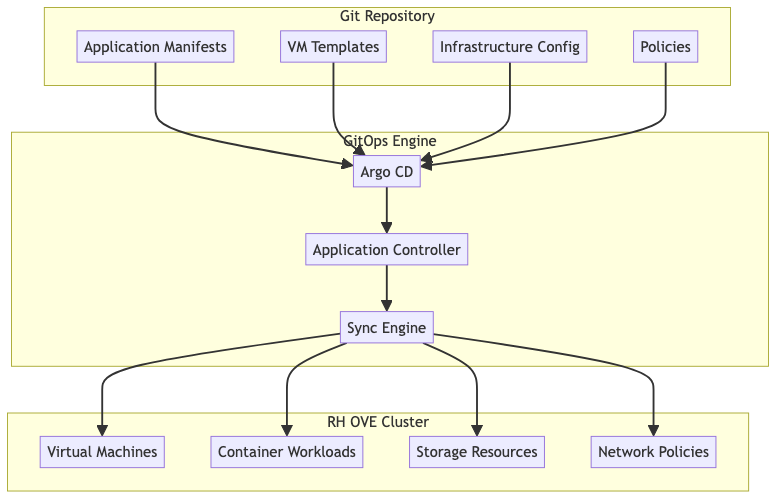 Git Repository
Application Manifests
VM Templates
Infrastructure Config
Policies
GitOps Engine
Argo CD
Application Controller
Sync Engine
RH OVE Cluster
Virtual Machines
Container Workloads
Storage Resources
Network Policies